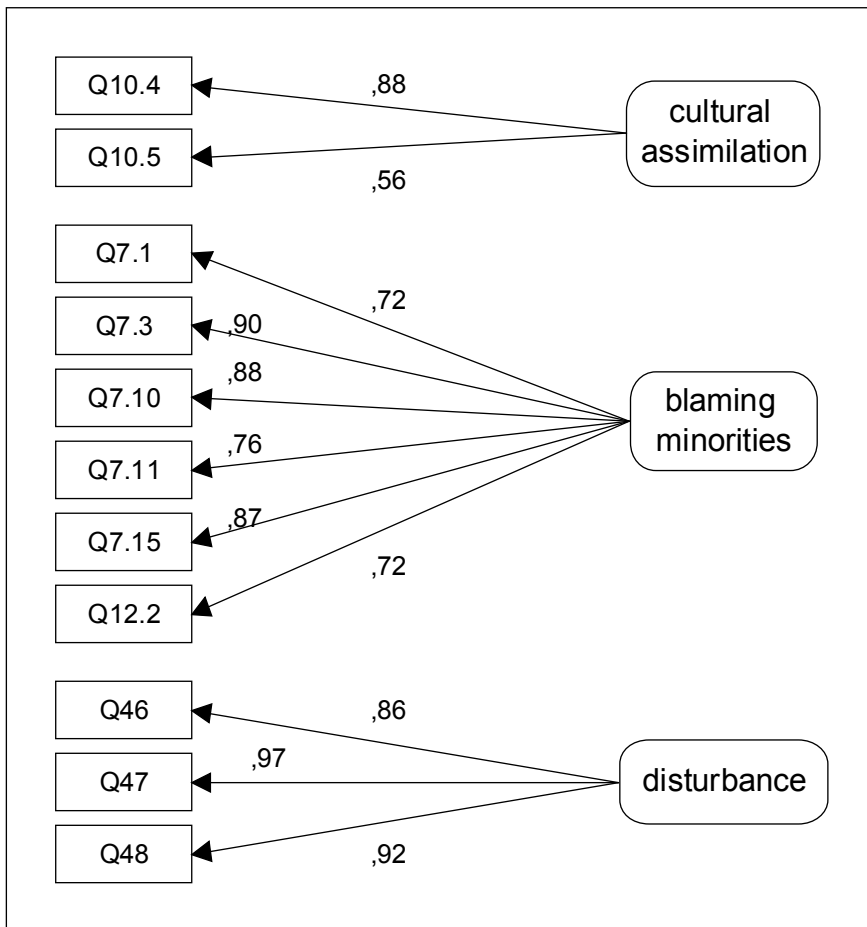 Q10.4
,88
cultural
assimilation
Q10.5
,56
Q7.1
,72
Q7.3
,90
Q7.10
,88
blaming
minorities
Q7.11
,76
Q7.15
,87
Q12.2
,72
Q46
,86
Q47
,97
disturbance
Q48
,92